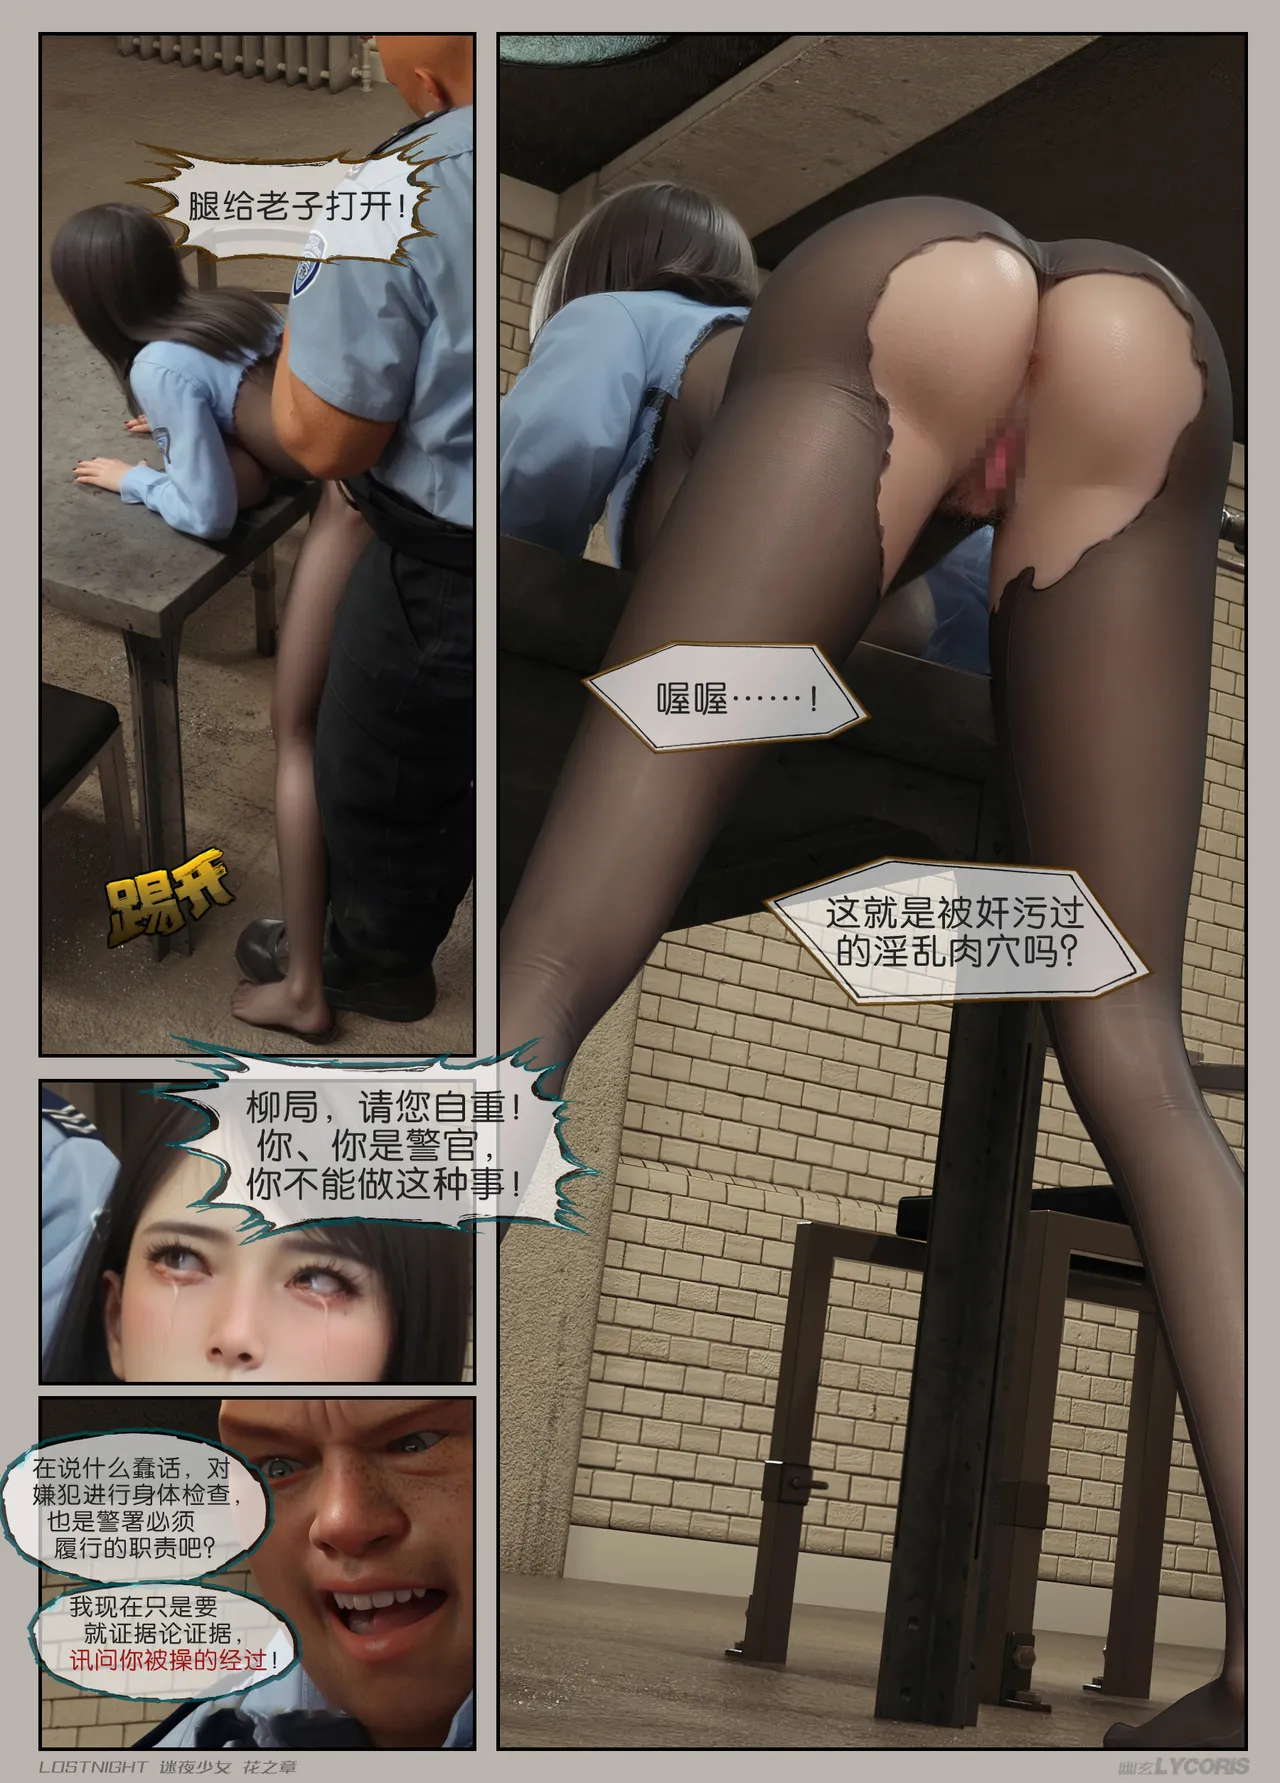 腿给老子打开!
踢开
喔喔……!
这就是被奸污过
的淫乱肉穴吗?
柳局,请您自重!
你、你是警官,
你不能做这种事!
在说什么蠢话,对
嫌犯进行身体检查,
也是警署必须
履行的职责吧?
我现在只是要
就证据论证据,
讯问你被操的经过!
LOSTNIGHT 迷夜少女 花之章
幽玄LYCORIS